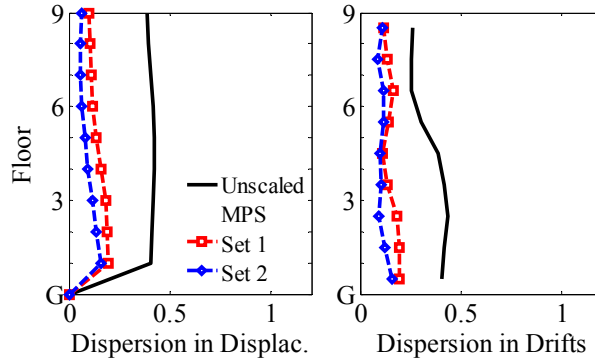 9
6
3
G
Floor
Unscaled
MPS
Set 1
Set 2
0
0.5
1
Dispersion in Displac.
9
6
3
G
0
0.5
1
Dispersion in Drifts